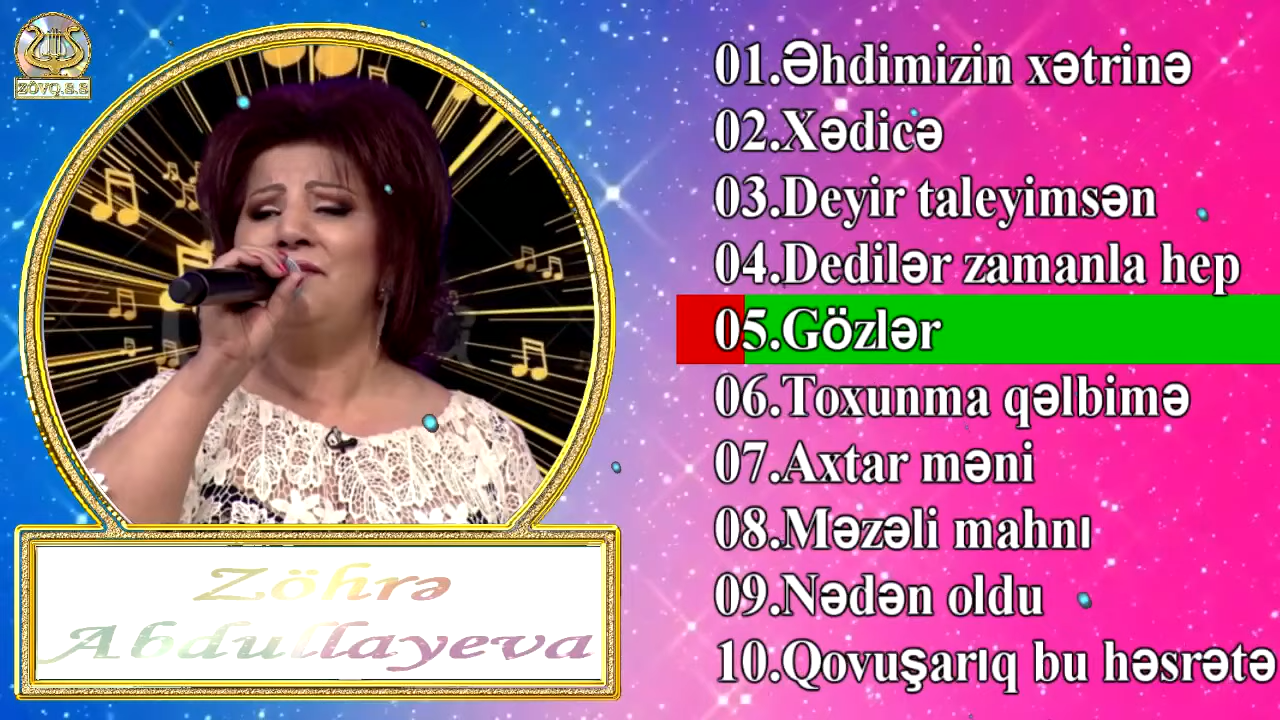 ZÖVQ.S.S
01.Əhdimizin xətrinə
02.Xədicə
03.Deyir taleyimsən
04.Dedilər zamanla hep
05.Gözlər
06.Toxunma qəlbimə
07.Axtar məni
08.Məzəli mahnı
09.Nədən oldu
10.Qovuşarıq bu həsrətə
Zöhrə
Abdullayeva